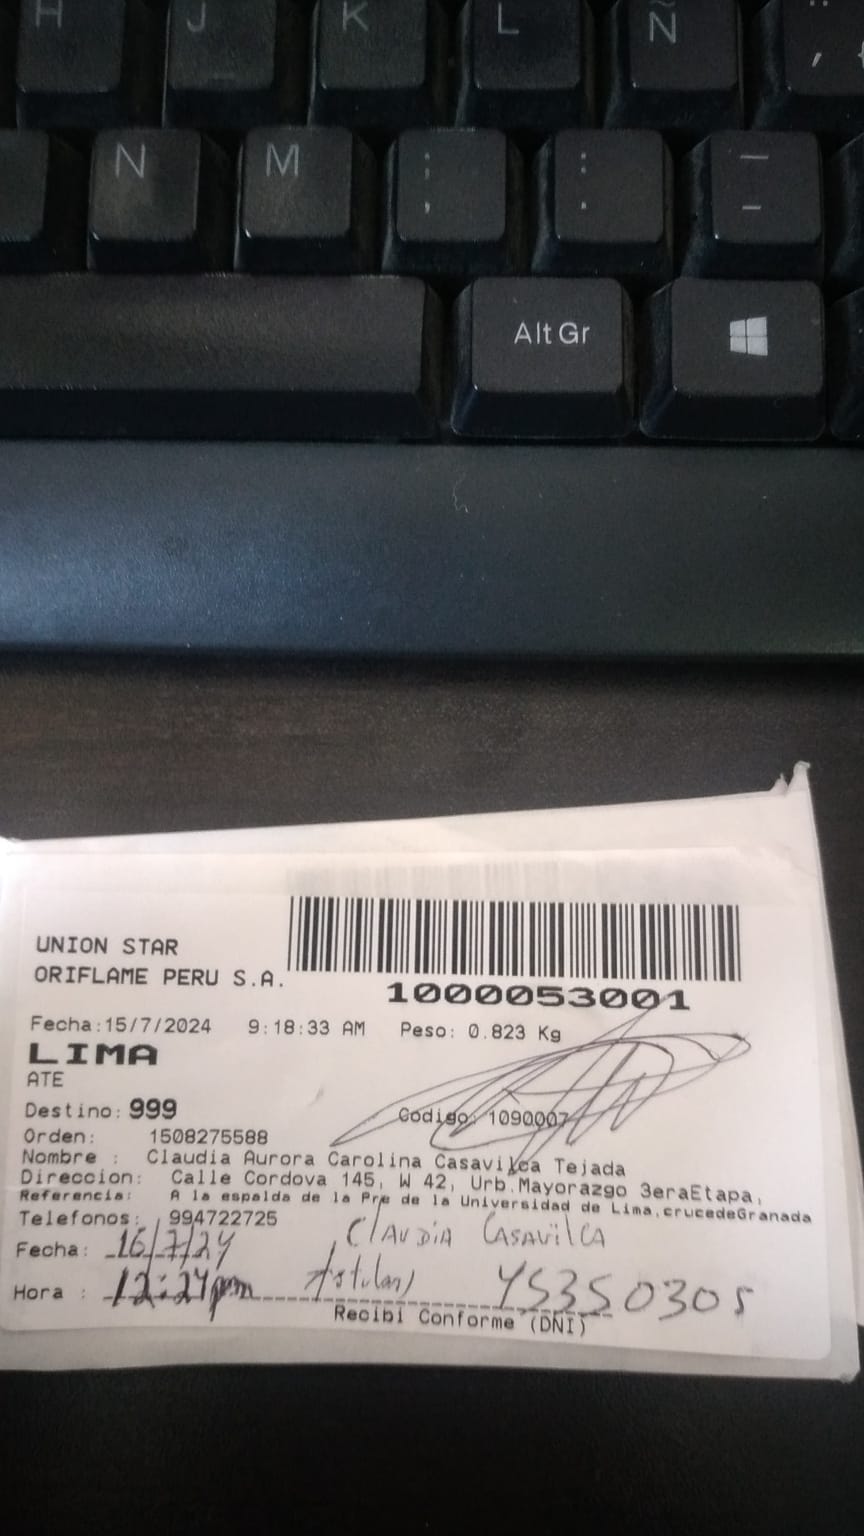 H J K L Ñ
N M ; : _
, . -
Alt Gr
UNION STAR
ORIFLAME PERU S.A.
1000053001
Fecha:15/7/2024 9:18:33 AM Peso: 0.823 Kg
LIMA
ATE
Destino: 999 Codigo: 1090007
Orden: 1508275588
Nombre : Claudia Aurora Carolina Casavilca Tejada
Direccion: Calle Cordova 145, W 42, Urb.Mayorazgo 3eraEtapa,
Referencia: A la espalda de la Pre de la Universidad de Lima,crucedeGranada
Telefonos: 994722725
Fecha: 16/7/24 Claudia Casavilca
Hora : 12:24pm
Recibi Conforme (DNI)